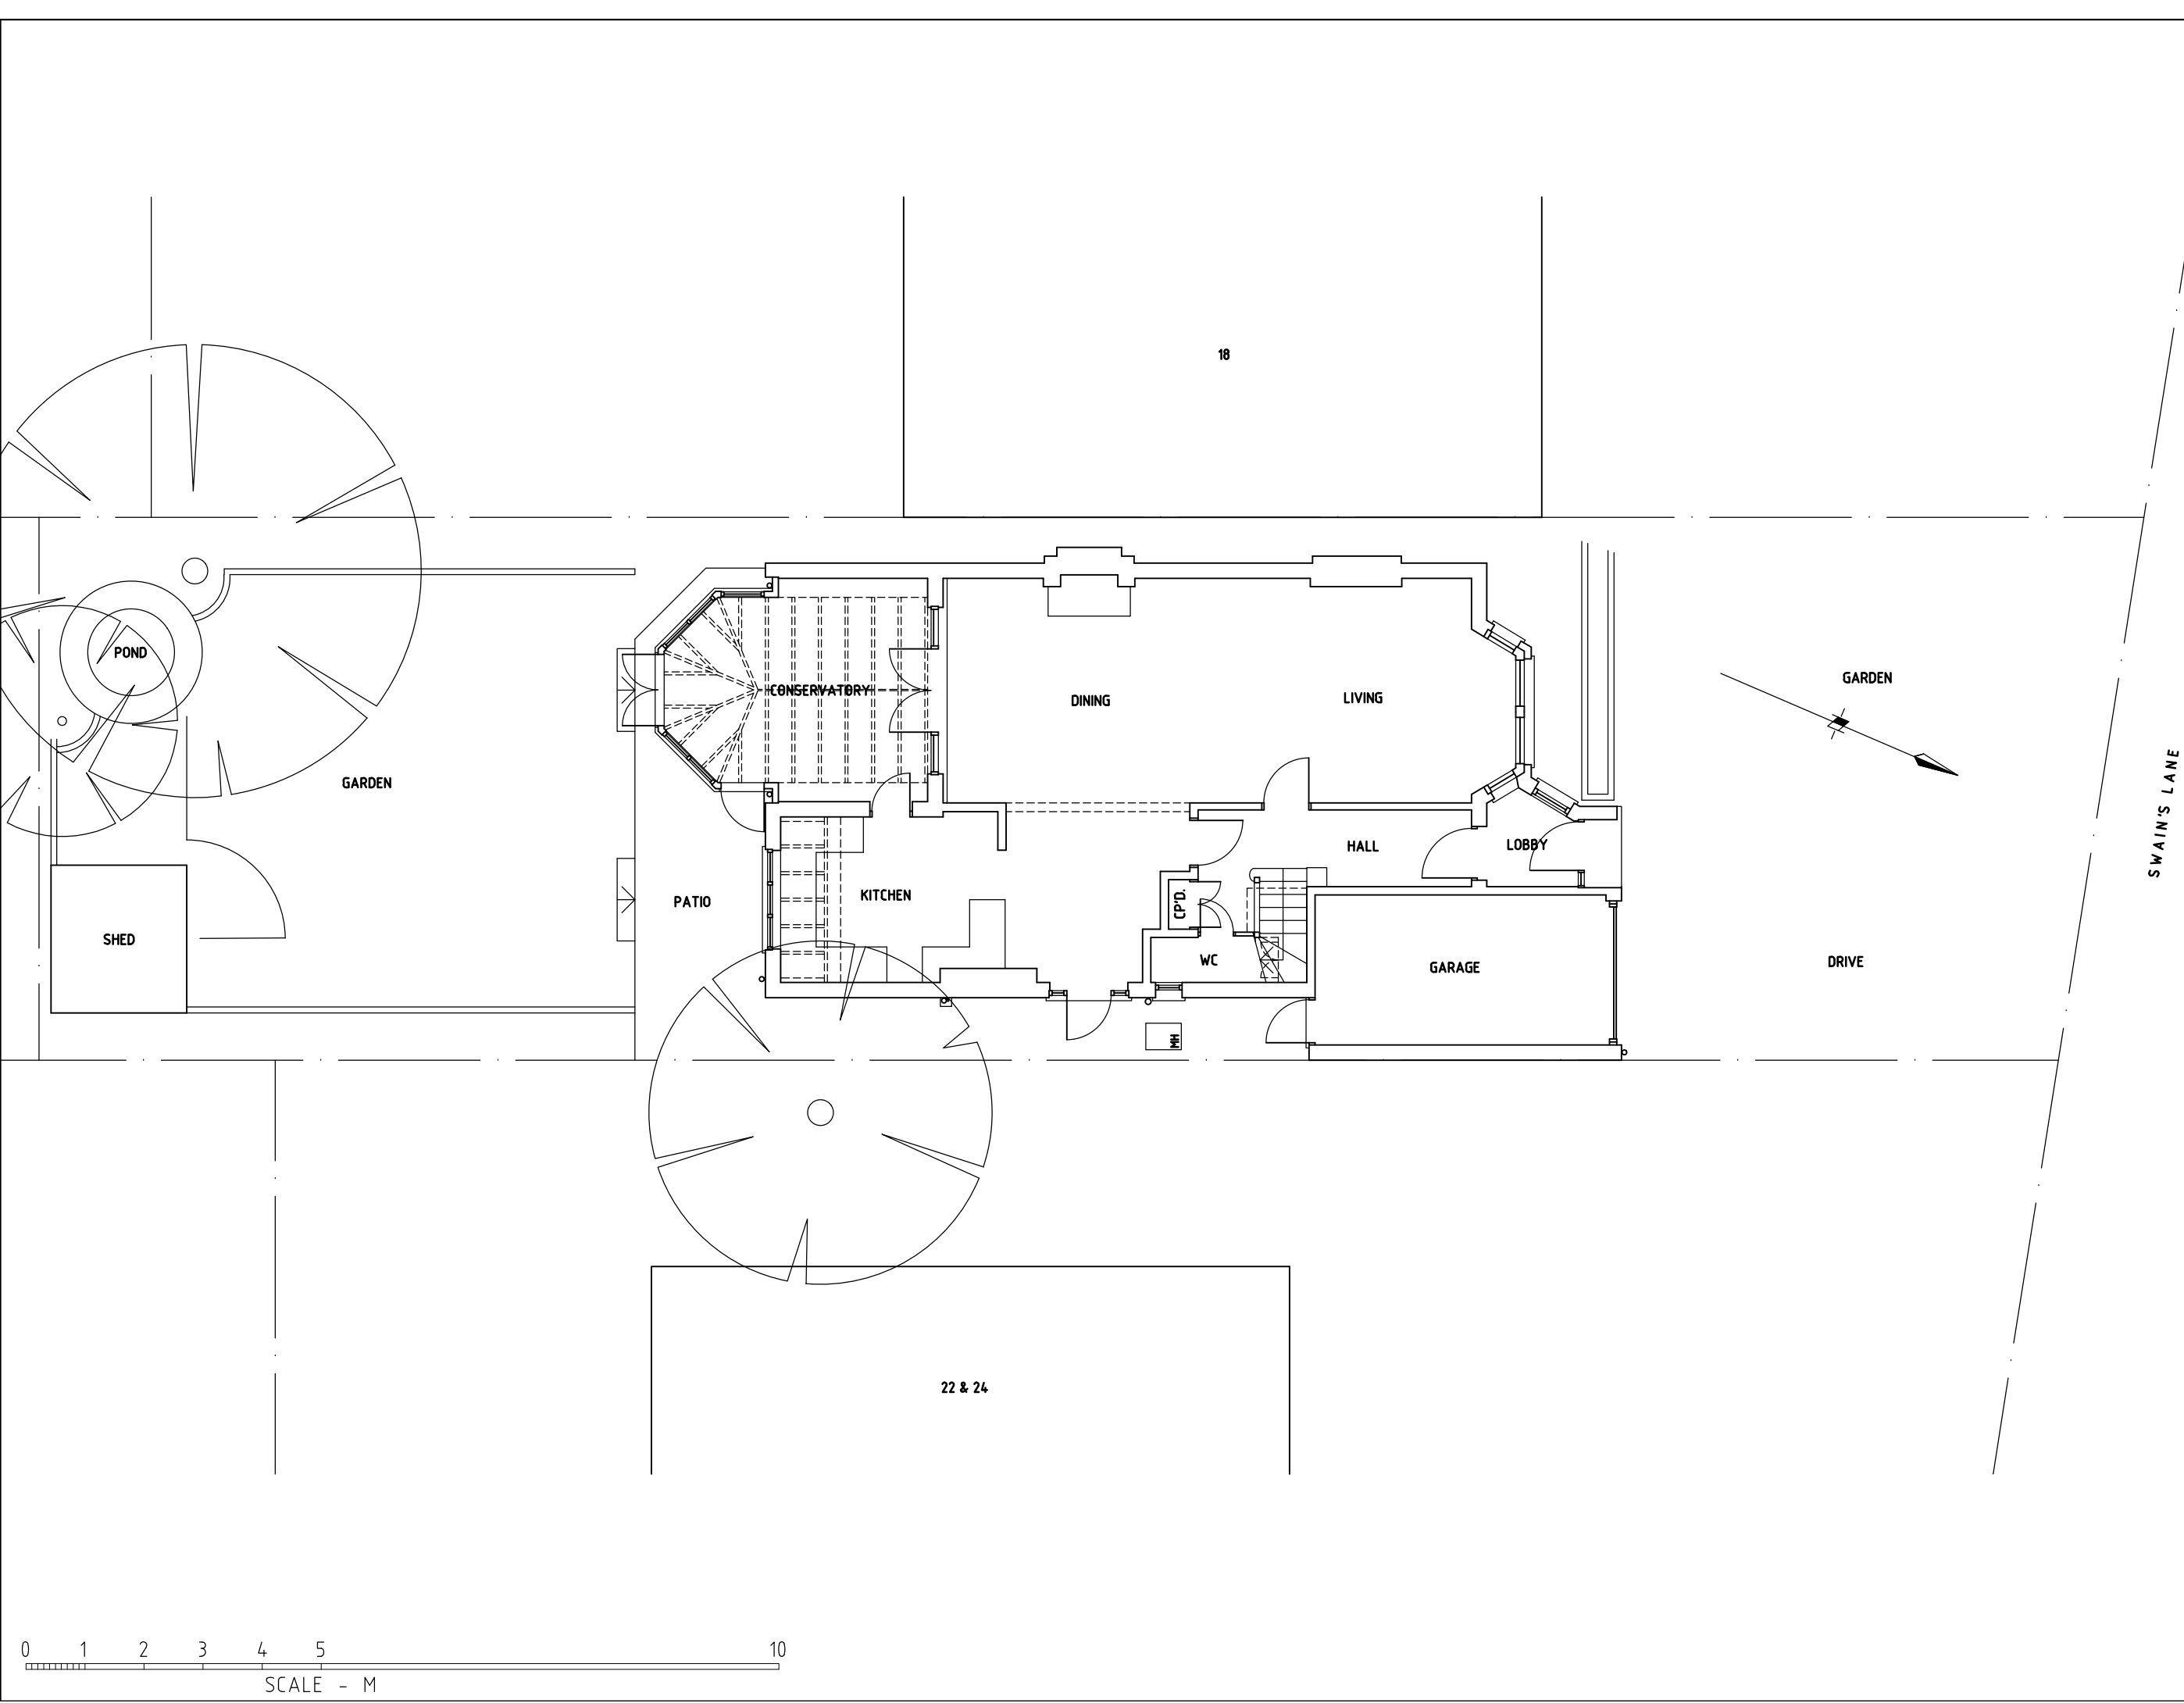 18
POND
GARDEN
CONSERVATORY
DINING
LIVING
GARDEN
SWAIN'S LANE
GARDEN
HALL
LOBBY
PATIO
KITCHEN
CP'D.
SHED
WC
GARAGE
DRIVE
MH
22 & 24
0 1 2 3 4 5 10
SCALE - M